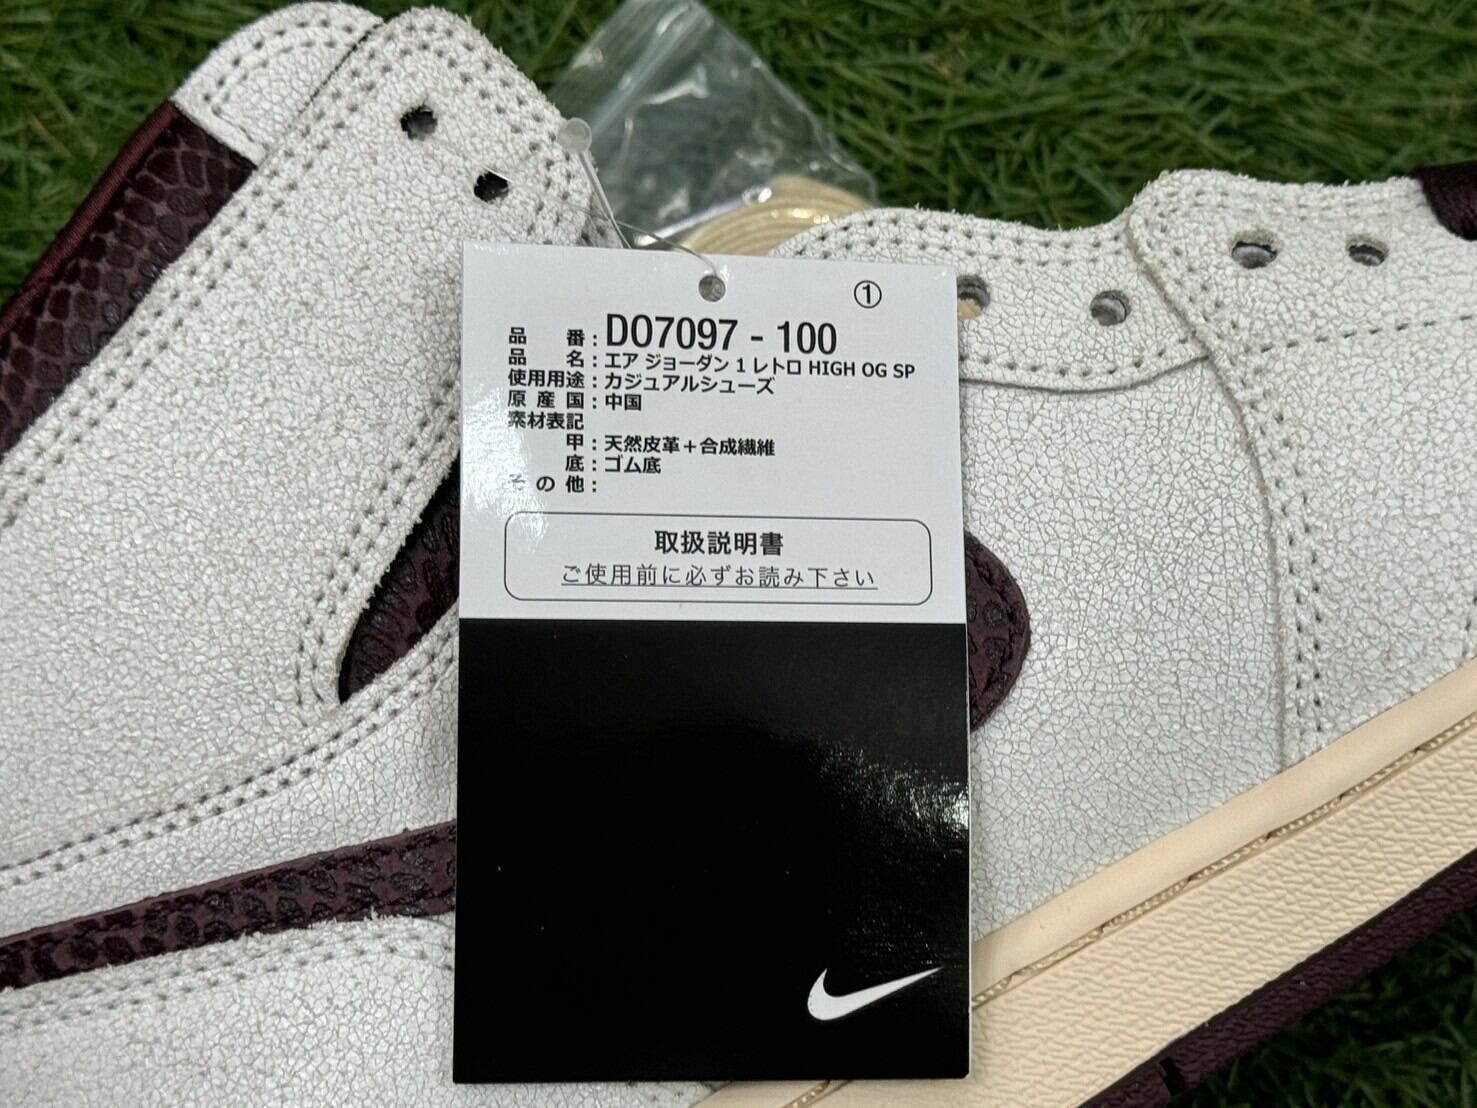 ①
品 番：DO7097 - 100
品 名：エア ジョーダン 1 レトロ HIGH OG SP
使用用途：カジュアルシューズ
原 産 国：中国
素材表記
甲：天然皮革＋合成繊維
底：ゴム底
その他：
取扱説明書
ご使用前に必ずお読み下さい